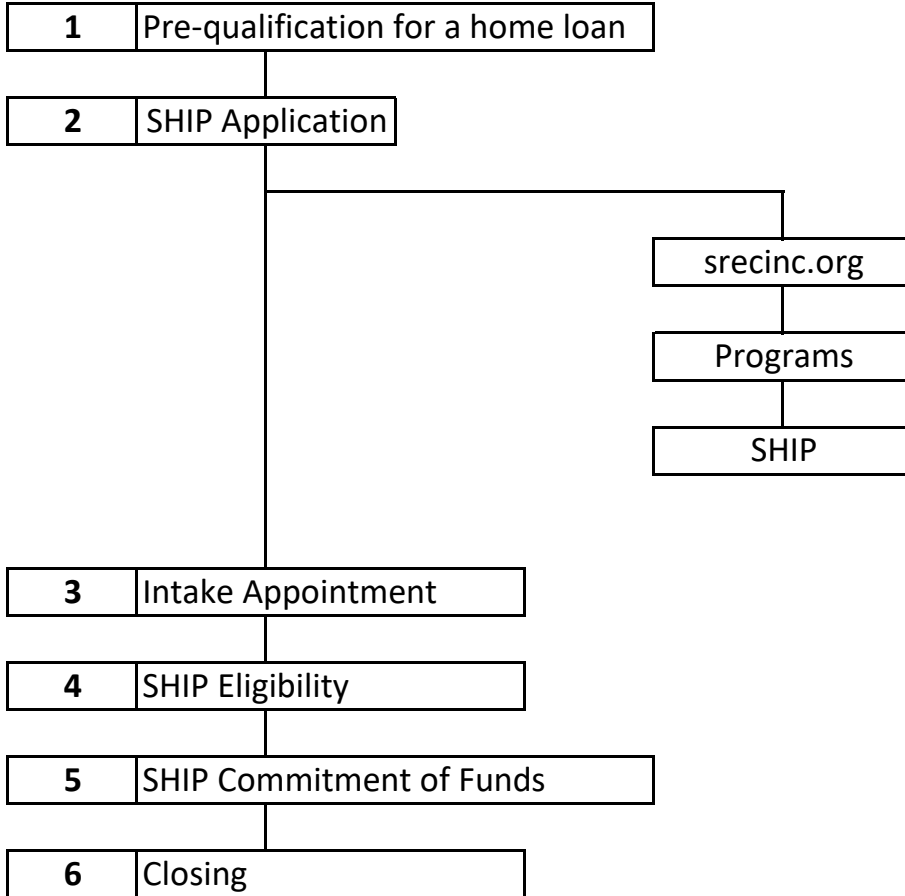 1 Pre-qualification for a home loan
2 SHIP Application
srecinc.org
Programs
SHIP
3 Intake Appointment
4 SHIP Eligibility
5 SHIP Commitment of Funds
6 Closing